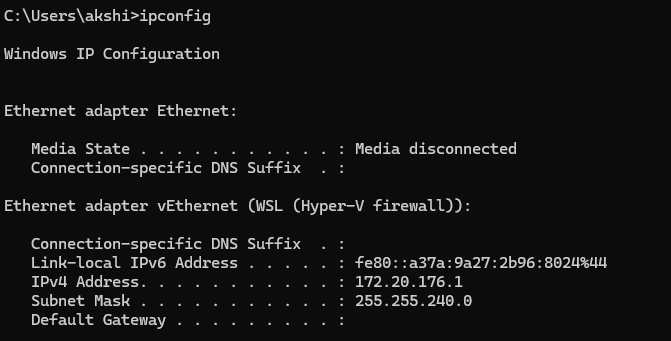 C:\Users\akshi>ipconfig
Windows IP Configuration
Ethernet adapter Ethernet:
   Media State . . . . . . . . . . . : Media disconnected
   Connection-specific DNS Suffix  . :
Ethernet adapter vEthernet (WSL (Hyper-V firewall)):
   Connection-specific DNS Suffix  . :
   Link-local IPv6 Address . . . . . : fe80::a37a:9a27:2b96:8024%44
   IPv4 Address. . . . . . . . . . . : 172.20.176.1
   Subnet Mask . . . . . . . . . . . : 255.255.240.0
   Default Gateway . . . . . . . . . :